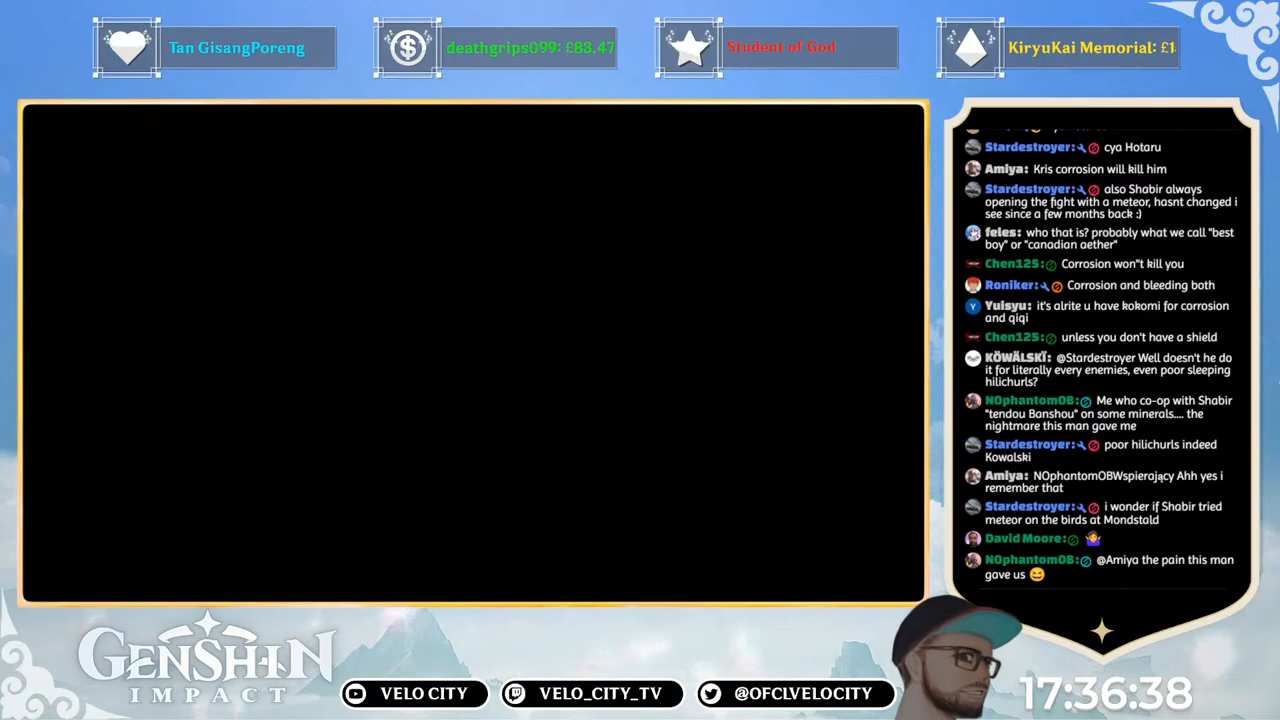 Tan GisangPoreng
deathgrips099: £83.47
Student of God
KiryuKai Memorial: £1
Stardestroyer: cya Hotaru
Amiya: Kris corrosion will kill him
Stardestroyer: also Shabir always
opening the fight with a meteor, hasnt changed i
see since a few months back :)
feles: who that is? probably what we call "best
boy" or "canadian aether"
Chen125: Corrosion won"t kill you
Roniker: Corrosion and bleeding both
Yuisyu: it's alrite u have kokomi for corrosion
and qiqi
Chen125: unless you don't have a shield
KÖWÄLSKÏ: @Stardestroyer Well doesn't he do
it for literally every enemies, even poor sleeping
hilichurls?
NOphantomOB: Me who co-op with Shabir
"tendou Banshou" on some minerals.... the
nightmare this man gave me
Stardestroyer: poor hilichurls indeed
Kowalski
Amiya: NOphantomOBWspierający Ahh yes i
remember that
Stardestroyer: i wonder if Shabir tried
meteor on the birds at Mondstald
David Moore: 🤷‍♀️
NOphantomOB: @Amiya the pain this man
gave us 😆
GENSHIN
IMPACT
VELO CITY
VELO_CITY_TV
@OFCLVELOCITY
17:36:38